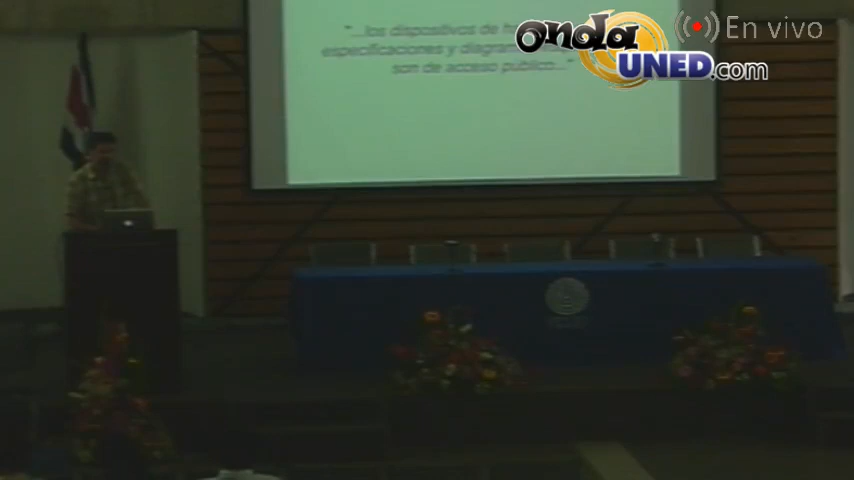 "...los dispositivos de
especificaciones y
son de acceso público..."
onda
UNED.com
En vivo